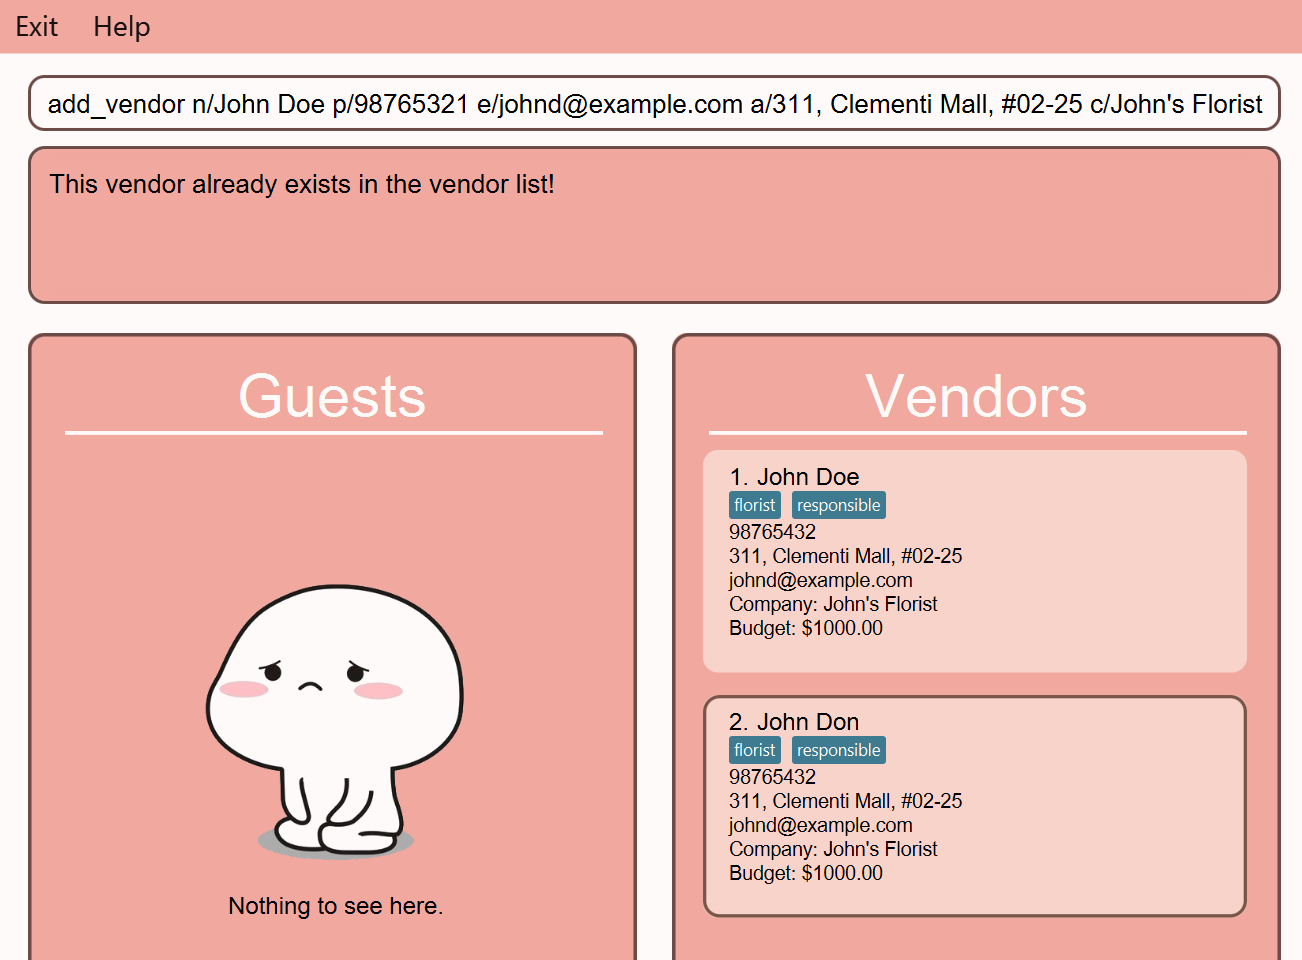 Exit Help
add_vendor n/John Doe p/98765321 e/johnd@example.com a/311, Clementi Mall, #02-25 c/John's Florist
This vendor already exists in the vendor list!
Guests
Nothing to see here.
Vendors
1. John Doe
florist responsible
98765432
311, Clementi Mall, #02-25
johnd@example.com
Company: John's Florist
Budget: $1000.00
2. John Don
florist responsible
98765432
311, Clementi Mall, #02-25
johnd@example.com
Company: John's Florist
Budget: $1000.00